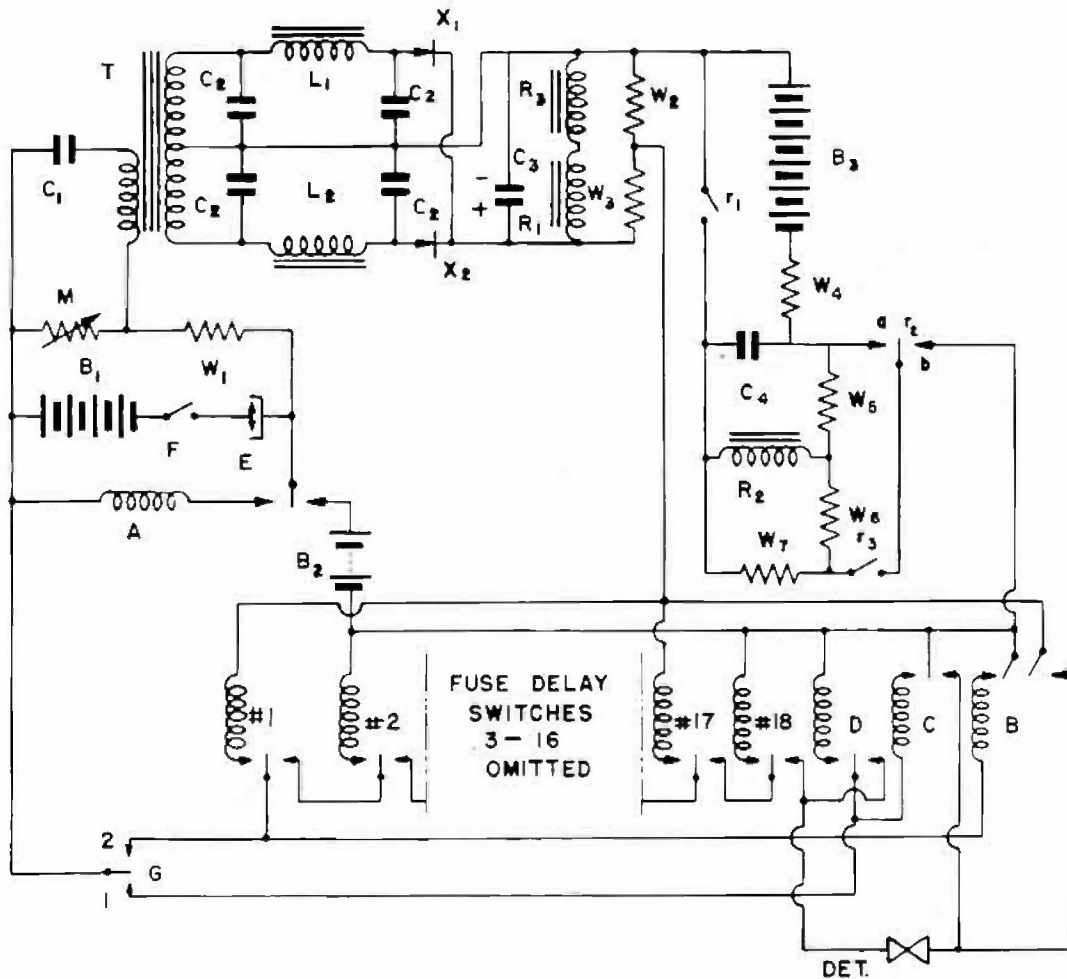 T
C₁
C₂
L₁
C₂
X₁
C₂
L₂
C₂
X₂
C₃
-
+
R₃
R₁
W₂
W₃
r₁
B₃
W₄
a
r₂
b
C₄
W₅
R₂
W₆
W₇
r₃
M
B₁
W₁
F
E
A
B₂
#1
#2
FUSE DELAY
SWITCHES
3-16
OMITTED
#17
#18
D
C
B
2
G
1
DET.